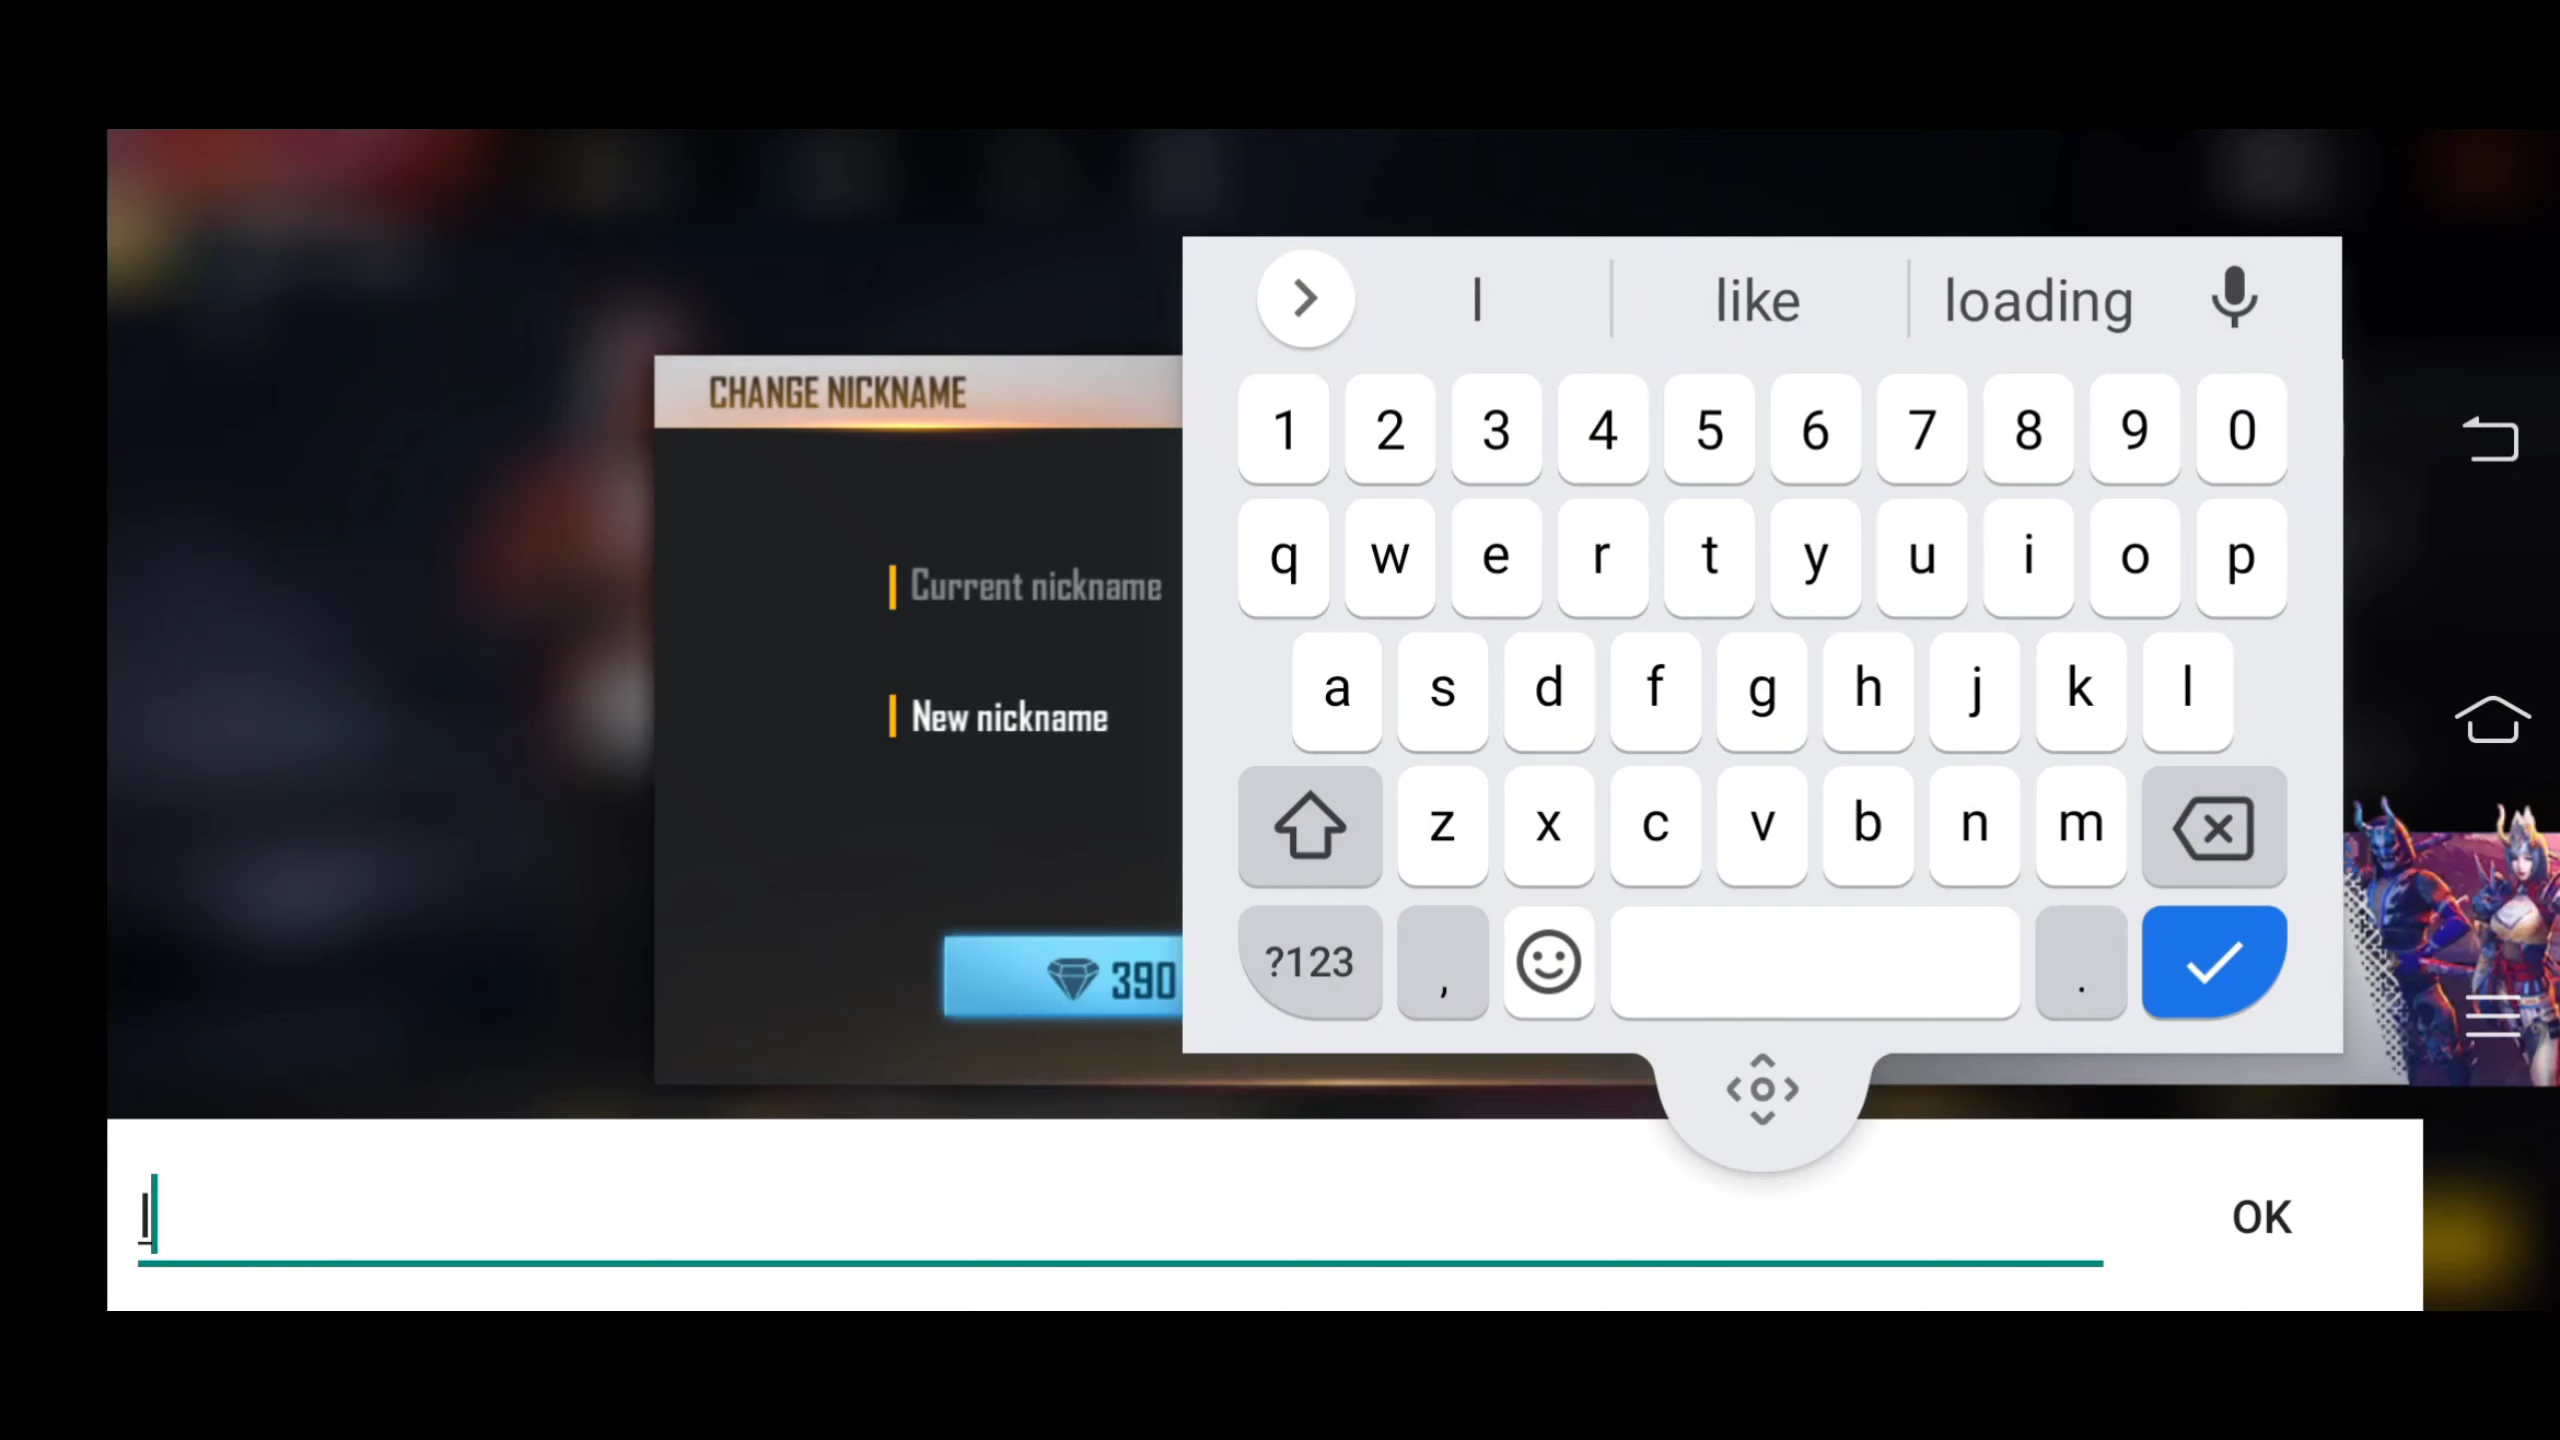 l like loading
1 2 3 4 5 6 7 8 9 0
CHANGE NICKNAME
q w e r t y u i o p
Current nickname
a s d f g h j k l
New nickname
z x c v b n m
390
?123 , .
l
OK